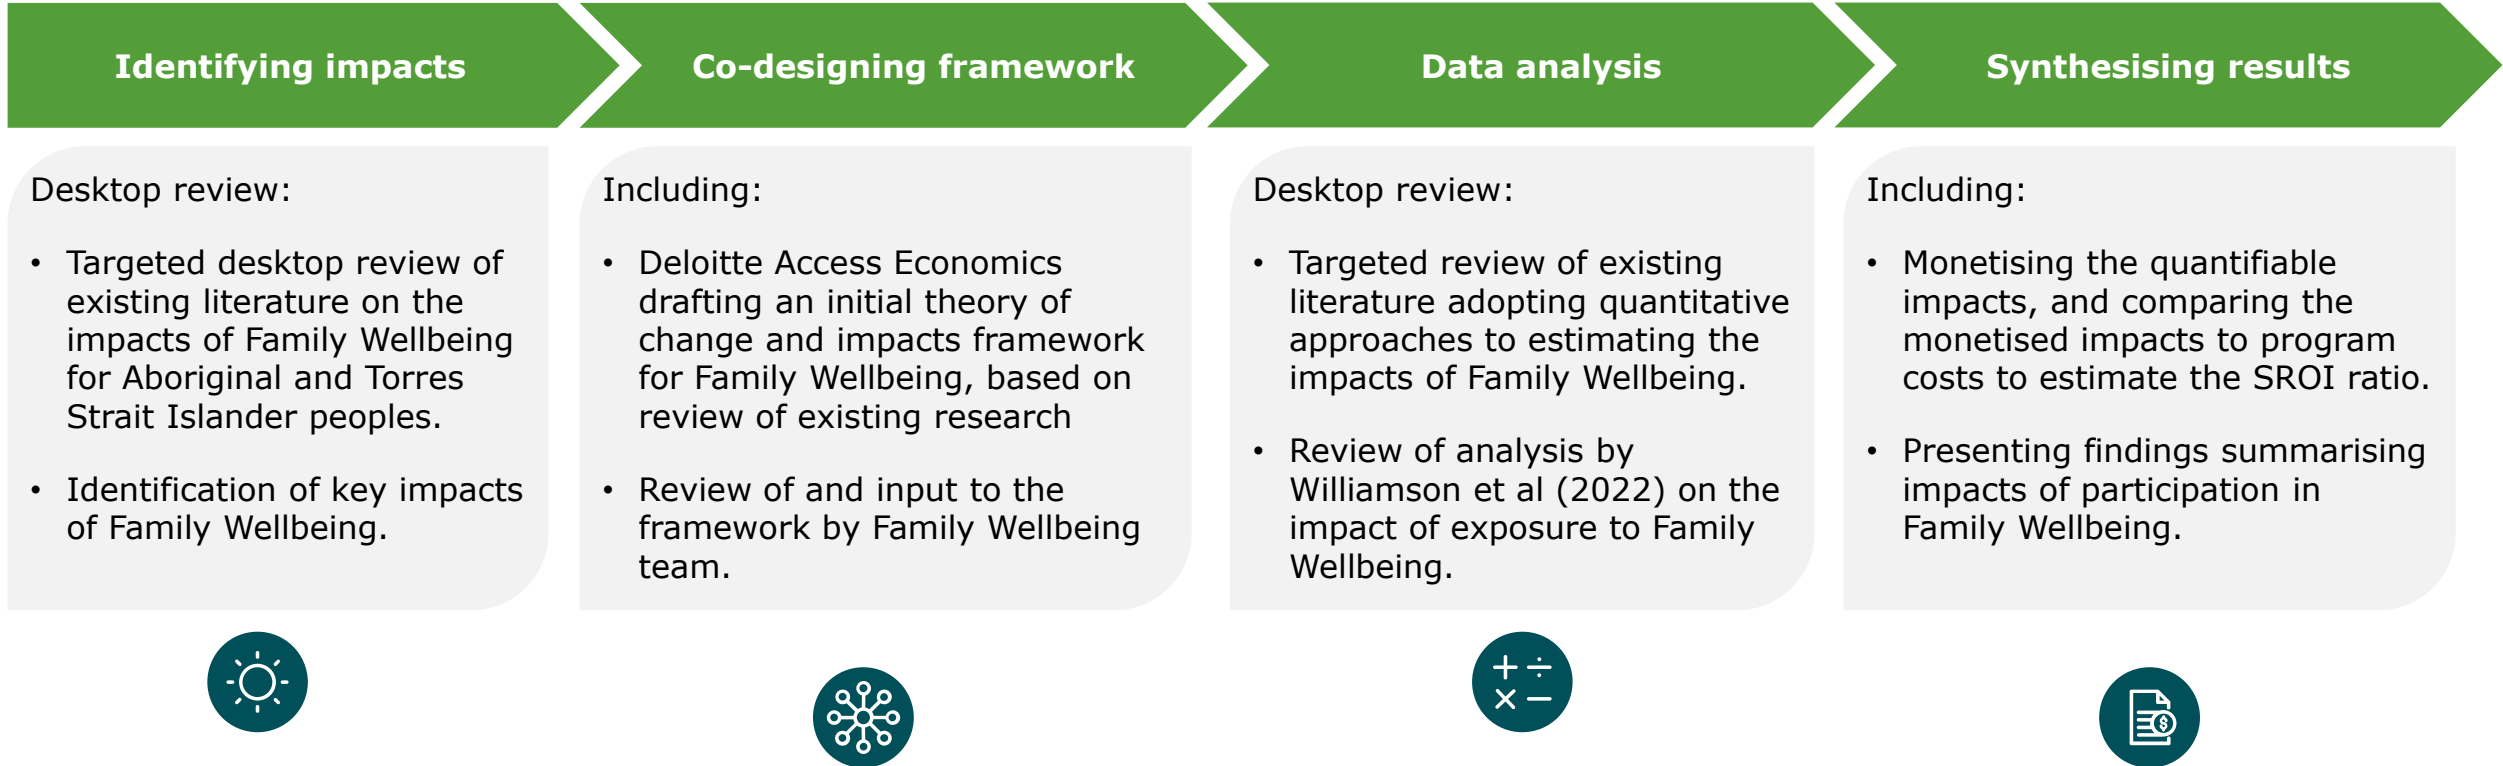 Identifying impacts
Co-designing framework
Data analysis
Synthesising results
Desktop review:
• Targeted desktop review of
existing literature on the
impacts of Family Wellbeing
for Aboriginal and Torres
Strait Islander peoples.
• Identification of key impacts
of Family Wellbeing.
Including:
• Deloitte Access Economics
drafting an initial theory of
change and impacts framework
for Family Wellbeing, based on
review of existing research
• Review of and input to the
framework by Family Wellbeing
team.
Desktop review:
• Targeted review of existing
literature adopting quantitative
approaches to estimating the
impacts of Family Wellbeing.
• Review of analysis by
Williamson et al (2022) on the
impact of exposure to Family
Wellbeing.
Including:
• Monetising the quantifiable
impacts, and comparing the
monetised impacts to program
costs to estimate the SROI ratio.
• Presenting findings summarising
impacts of participation in
Family Wellbeing.